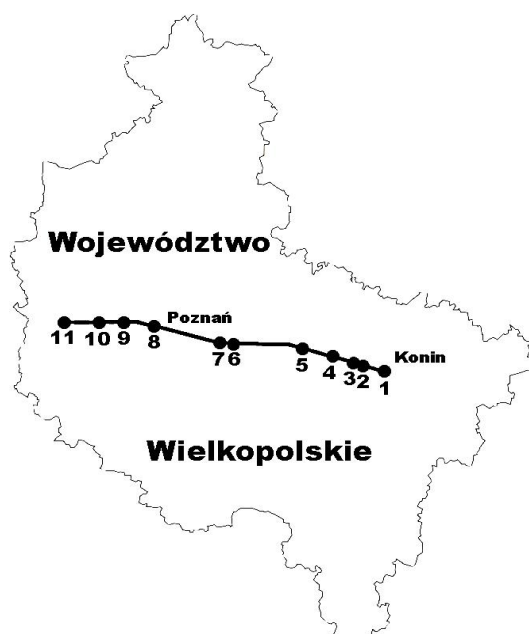 Województwo
Poznań
11 10 9 8 7 6 5 4 3 2 1
Konin
Wielkopolskie